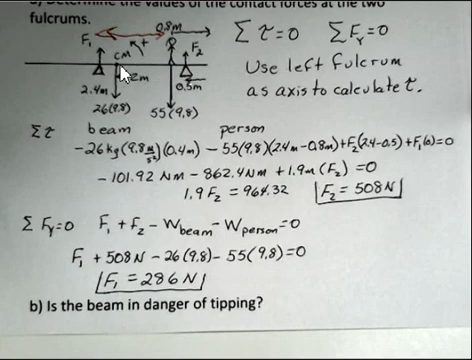 fulcrums.
0.8m
Στ=0 ΣFy=0
F₁ + F₂
CM
Use left fulcrum
as axis to calculate τ.
2m
2.4m 0.5m
26(9.8) 55(9.8)
Στ beam person
-26kg(9.8 m/s²)(0.4m) - 55(9.8)(2.4m-0.8m)+F₂(2.4-0.5)+F₁(0)=0
-101.92 Nm - 862.4Nm + 1.9m(F₂) =0
1.9F₂ = 964.32 F₂ = 508N
ΣFy=0 F₁ + F₂ - Wbeam - Wperson=0
F₁ + 508N - 26(9.8) - 55(9.8)=0
F₁ = 286N
b) Is the beam in danger of tipping?